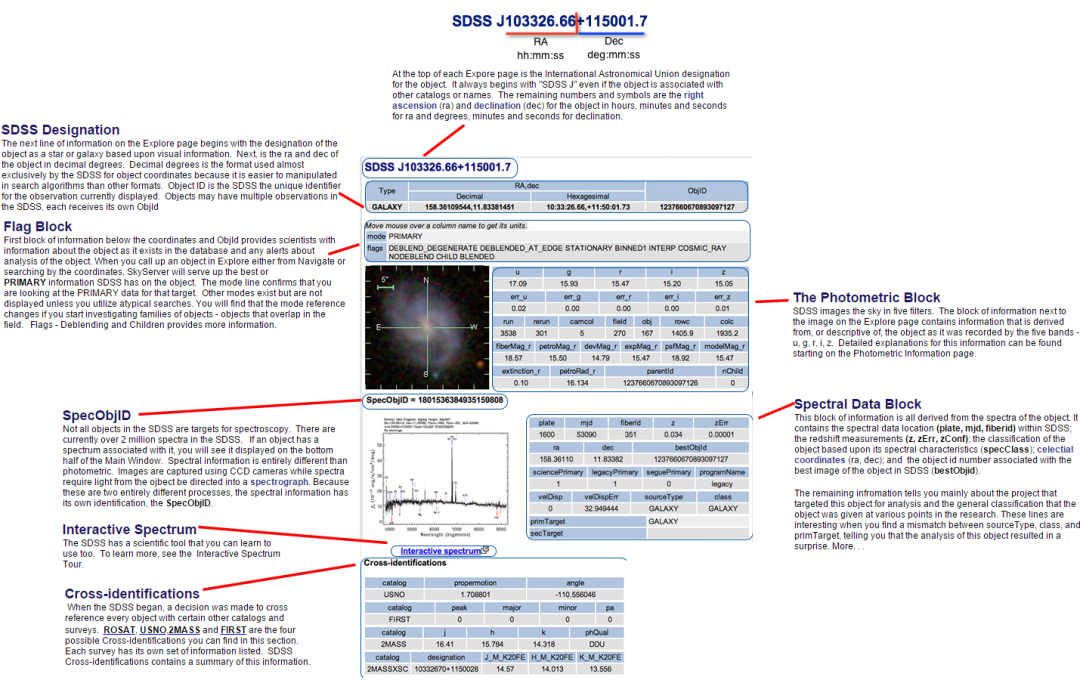 SDSS J103326.66+115001.7
RA Dec
hh:mm:ss deg:mm:ss
At the top of each Expore page is the International Astronomical Union designation
for the object. It always begins with "SDSS J" even if the object is associated with
other catalogs or names. The remaining numbers and symbols are the right
ascension (ra) and declination (dec) for the object in hours, minutes and seconds
for ra and degrees, minutes and seconds for declination.
SDSS Designation
The next line of information on the Explore page begins with the designation of the
object as a star or galaxy based upon visual information. Next, is the ra and dec of
the object in decimal degrees. Decimal degrees is the format used almost
exclusively by the SDSS for object coordinates because it is easier to manipulated
in search algorithms than other formats. Object ID is the SDSS the unique identifier
for the observation currently displayed. Objects may have multiple observations in
the SDSS, each receives its own ObjId
Flag Block
First block of information below the coordinates and ObjId provides scientists with
information about the object as it exists in the database and any alerts about
analysis of the object. When you call up an object in Explore either from Navigate or
searching by the coordinates, SkyServer will serve up the best or
PRIMARY information SDSS has on the object. The mode line confirms that you
are looking at the PRIMARY data for that target. Other modes exist but are not
displayed unless you utilize atypical searches. You will find that the mode reference
changes if you start investigating families of objects - objects that overlap in the
field. Flags - Deblending and Children provides more information.
SDSS J103326.66+115001.7
Type RA,dec ObjID
Decimal Hexagesimal
GALAXY 158.36109544,11.83381451 10:33:26.66,+11:50:01.73 1237660670893097127
Move mouse over a column name to get its units.
mode PRIMARY
flags DEBLEND_DEGENERATE DEBLENDED_AT_EDGE STATIONARY BINNED1 INTERP COSMIC_RAY
NODEBLEND CHILD BLENDED
5"
N
E W
S
u g r i z
17.09 15.93 15.47 15.20 15.05
err_u err_g err_r err_i err_z
0.02 0.00 0.00 0.00 0.01
run rerun camcol field obj rowc colc
3538 301 5 270 167 1405.9 1935.2
fiberMag_r petroMag_r devMag_r expMag_r psfMag_r modelMag_r
18.57 15.50 14.79 15.47 18.92 15.47
extinction_r petroRad_r parentId nChild
0.10 16.134 1237660670893097126 0
The Photometric Block
SDSS images the sky in five filters. The block of information next to
the image on the Explore page contains information that is derived
from, or descriptive of, the object as it was recorded by the five bands -
u, g, r, i, z. Detailed explanations for this information can be found
starting on the Photometric Information page.
SpecObjID
Not all objects in the SDSS are targets for spectroscopy. There are
currently over 2 million spectra in the SDSS. If an object has a
spectrum associated with it, you will see it displayed on the bottom
half of the Main Window. Spectral information is entirely different than
photometric. Images are captured using CCD cameras while spectra
require light from the opject be directed into a spectrograph. Because
these are two entirely different processes, the spectral information has
its own identification, the SpecObjID.
SpecObjID = 1801536384935159808
Wavelength (Angstroms)
4000 5000 6000 7000 8000 9000
plate mjd fiberId z zErr
1600 53090 351 0.034 0.00001
ra dec bestObjId
158.36110 11.83382 1237660670893097127
sciencePrimary legacyPrimary seguePrimary programName
1 1 0 legacy
velDisp velDispErr sourceType class
0 32.949444 GALAXY GALAXY
primTarget GALAXY
secTarget
Spectral Data Block
This block of information is all derived from the spectra of the object. It
contains the spectral data location (plate, mjd, fiberid) within SDSS;
the redshift measurements (z, zErr, zConf); the classification of the
object based upon its spectral characteristics (specClass); celectial
coordinates (ra, dec); and the object id number associated with the
best image of the object in SDSS (bestObjid).
The remaining infromation tells you mainly about the project that
targeted this object for analysis and the general classification that the
object was given at various points in the research. These lines are
interesting when you find a mismatch between sourceType, class, and
primTarget, telling you that the analysis of this object resulted in a
surprise. More. . .
Interactive Spectrum
The SDSS has a scientific tool that you can learn to
use too. To learn more, see the Interactive Spectrum
Tour.
Interactive spectrum
Cross-identifications
When the SDSS began, a decision was made to cross
reference every object with certain other catalogs and
surveys. ROSAT, USNO,2MASS and FIRST are the four
possible Cross-identifications you can find in this section.
Each survey has its own set of information listed. SDSS
Cross-identifications contains a summary of this information.
Cross-identifications
catalog propermotion angle
USNO 1.708801 -110.556046
catalog peak major minor pa
FIRST 0 0 0 0
catalog j h k phQual
2MASS 16.41 15.784 14.318 DDU
catalog designation J_M_K20FE H_M_K20FE K_M_K20FE
2MASSXSC 10332670+1150028 14.57 14.013 13.556